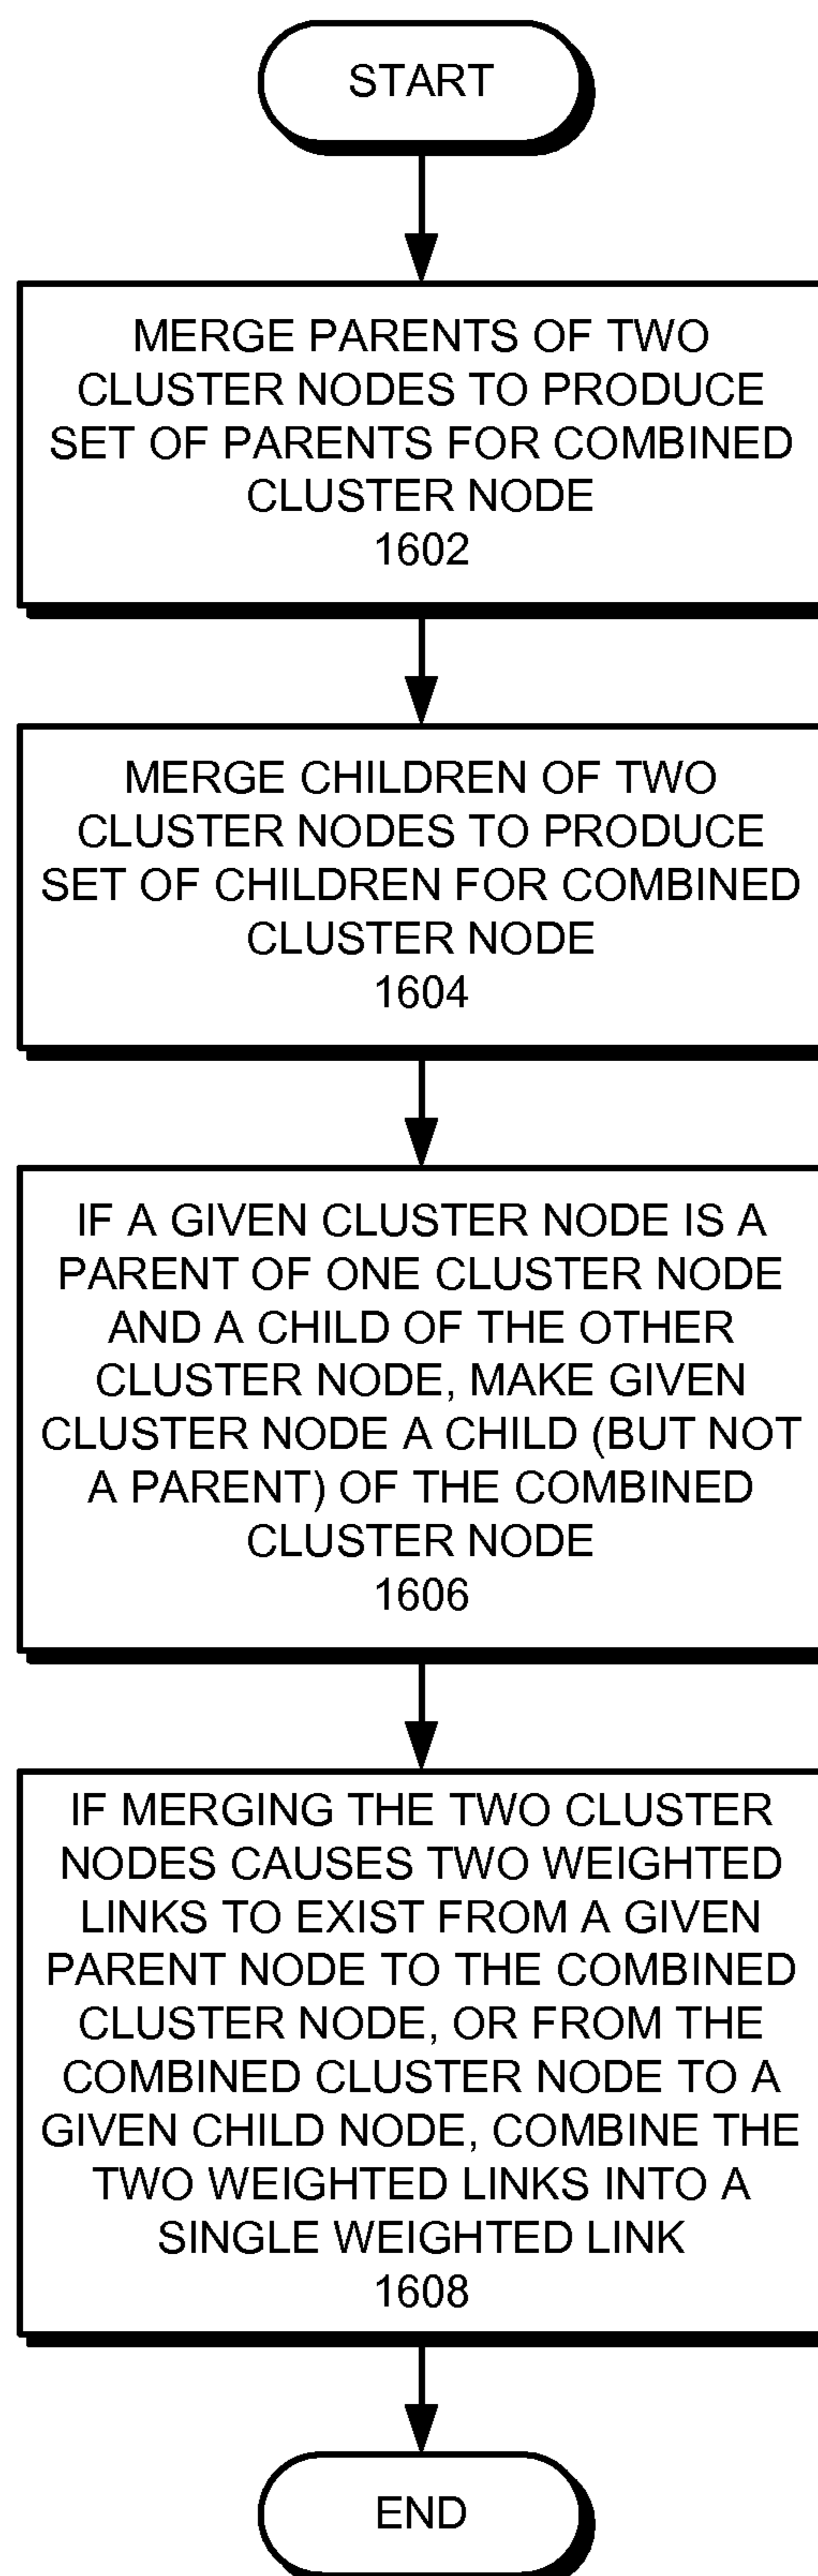 START
MERGE PARENTS OF TWO
CLUSTER NODES TO PRODUCE
SET OF PARENTS FOR COMBINED
CLUSTER NODE
1602
MERGE CHILDREN OF TWO
CLUSTER NODES TO PRODUCE
SET OF CHILDREN FOR COMBINED
CLUSTER NODE
1604
IF A GIVEN CLUSTER NODE IS A
PARENT OF ONE CLUSTER NODE
AND A CHILD OF THE OTHER
CLUSTER NODE, MAKE GIVEN
CLUSTER NODE A CHILD (BUT NOT
A PARENT) OF THE COMBINED
CLUSTER NODE
1606
IF MERGING THE TWO CLUSTER
NODES CAUSES TWO WEIGHTED
LINKS TO EXIST FROM A GIVEN
PARENT NODE TO THE COMBINED
CLUSTER NODE, OR FROM THE
COMBINED CLUSTER NODE TO A
GIVEN CHILD NODE, COMBINE THE
TWO WEIGHTED LINKS INTO A
SINGLE WEIGHTED LINK
1608
END